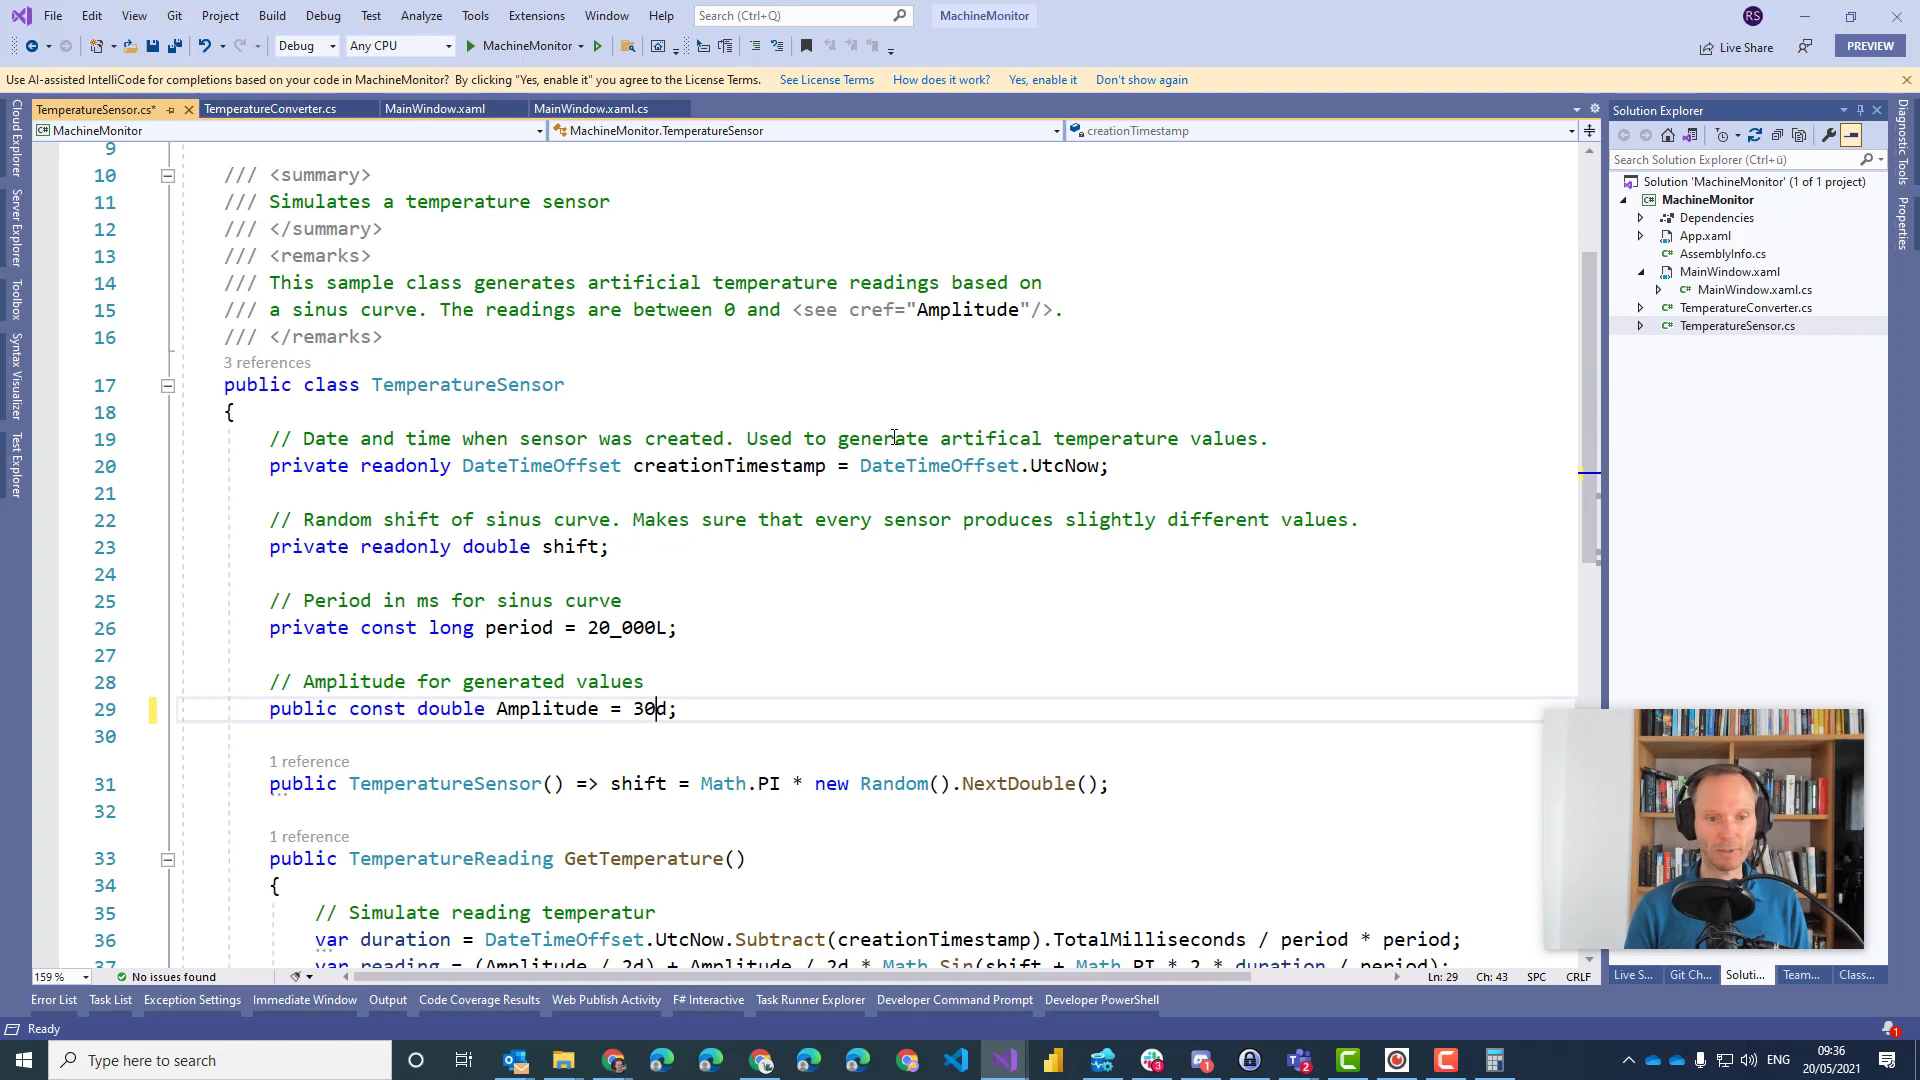 File Edit View Git Project Build Debug Test Analyze Tools Extensions Window Help Search (Ctrl+Q) MachineMonitor RS
Debug Any CPU MachineMonitor Live Share PREVIEW
Use AI-assisted IntelliCode for completions based on your code in MachineMonitor? By clicking "Yes, enable it" you agree to the License Terms. See License Terms How does it work? Yes, enable it Don't show again
TemperatureSensor.cs* TemperatureConverter.cs MainWindow.xaml MainWindow.xaml.cs
MachineMonitor MachineMonitor.TemperatureSensor creationTimestamp
Cloud Explorer
Server Explorer
Toolbox
Syntax Visualizer
Test Explorer
9
10 /// <summary>
11 /// Simulates a temperature sensor
12 /// </summary>
13 /// <remarks>
14 /// This sample class generates artificial temperature readings based on
15 /// a sinus curve. The readings are between 0 and <see cref="Amplitude"/>.
16 /// </remarks>
3 references
17 public class TemperatureSensor
18 {
19 // Date and time when sensor was created. Used to generate artifical temperature values.
20 private readonly DateTimeOffset creationTimestamp = DateTimeOffset.UtcNow;
21
22 // Random shift of sinus curve. Makes sure that every sensor produces slightly different values.
23 private readonly double shift;
24
25 // Period in ms for sinus curve
26 private const long period = 20_000L;
27
28 // Amplitude for generated values
29 public const double Amplitude = 30d;
30
1 reference
31 public TemperatureSensor() => shift = Math.PI * new Random().NextDouble();
32
1 reference
33 public TemperatureReading GetTemperature()
34 {
35 // Simulate reading temperatur
36 var duration = DateTimeOffset.UtcNow.Subtract(creationTimestamp).TotalMilliseconds / period * period;
37 var reading = (Amplitude / 2d) + Amplitude / 2d * Math.Sin(shift + Math.PI * 2 * duration / period);
Solution Explorer
Search Solution Explorer (Ctrl+ü)
Solution 'MachineMonitor' (1 of 1 project)
MachineMonitor
Dependencies
App.xaml
AssemblyInfo.cs
MainWindow.xaml
MainWindow.xaml.cs
TemperatureConverter.cs
TemperatureSensor.cs
Diagnostic Tools
Properties
159 % No issues found Ln: 29 Ch: 43 SPC CRLF
Live S... Git Ch... Soluti... Team... Class...
Error List Task List Exception Settings Immediate Window Output Code Coverage Results Web Publish Activity F# Interactive Task Runner Explorer Developer Command Prompt Developer PowerShell
Ready 1
Type here to search 3 1 2 ENG 09:36
20/05/2021